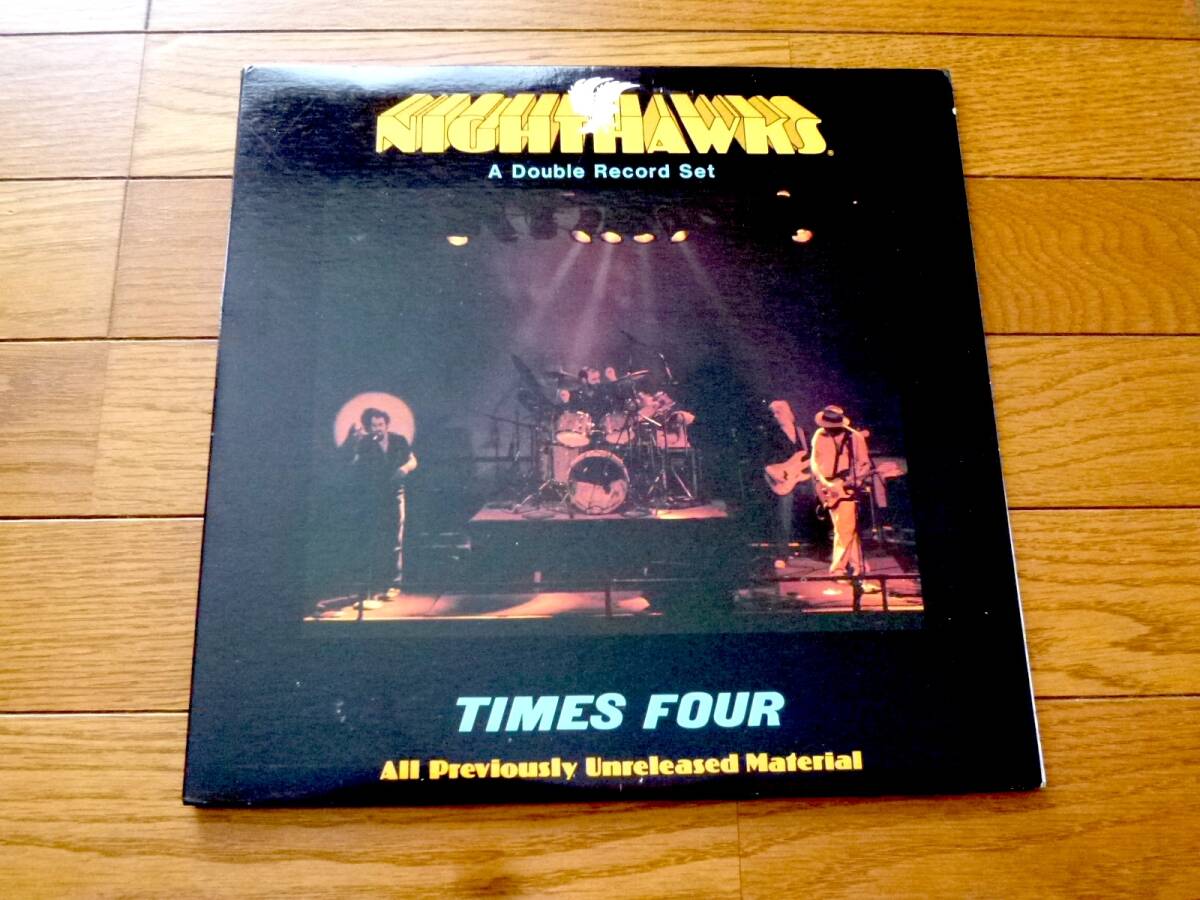 NIGHTHAWKS®
A Double Record Set
TIMES FOUR
All Previously Unreleased Material